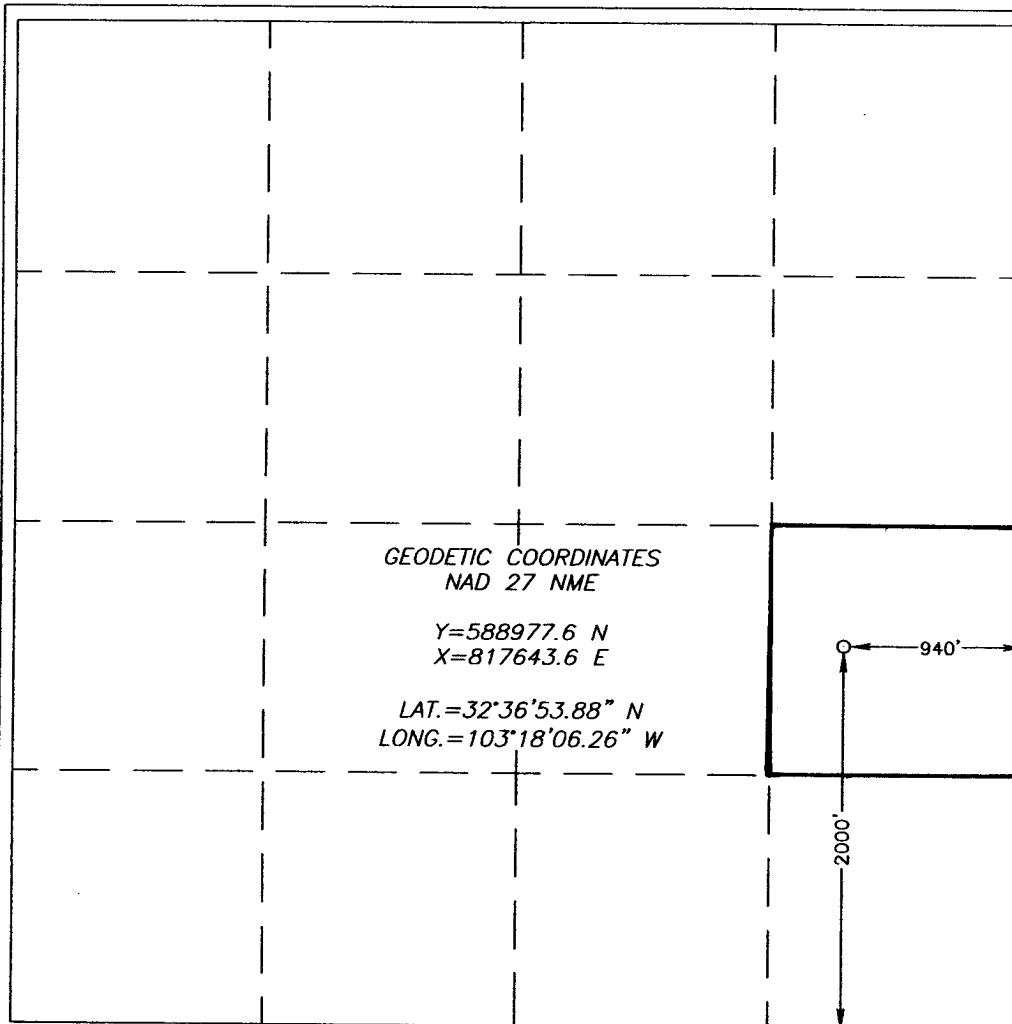 GEODETIC COORDINATES
NAD 27 NME
Y=588977.6 N
X=817643.6 E
LAT.=32°36'53.88" N
LONG.=103°18'06.26" W
940'
2000'